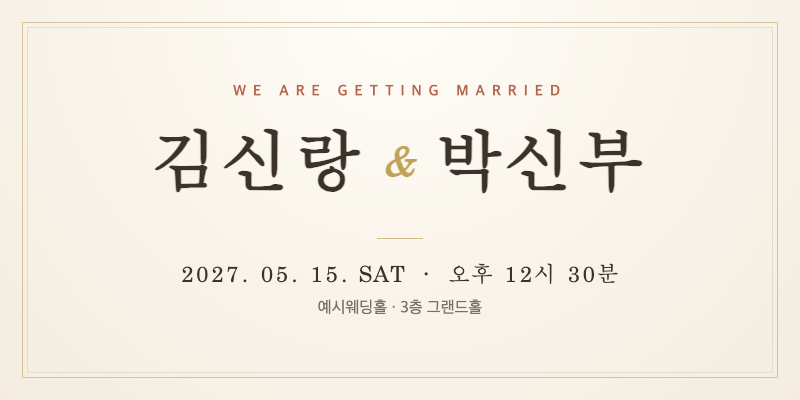 WE ARE GETTING MARRIED
김신랑 & 박신부
2027. 05. 15. SAT · 오후 12시 30분
예시웨딩홀 · 3층 그랜드홀